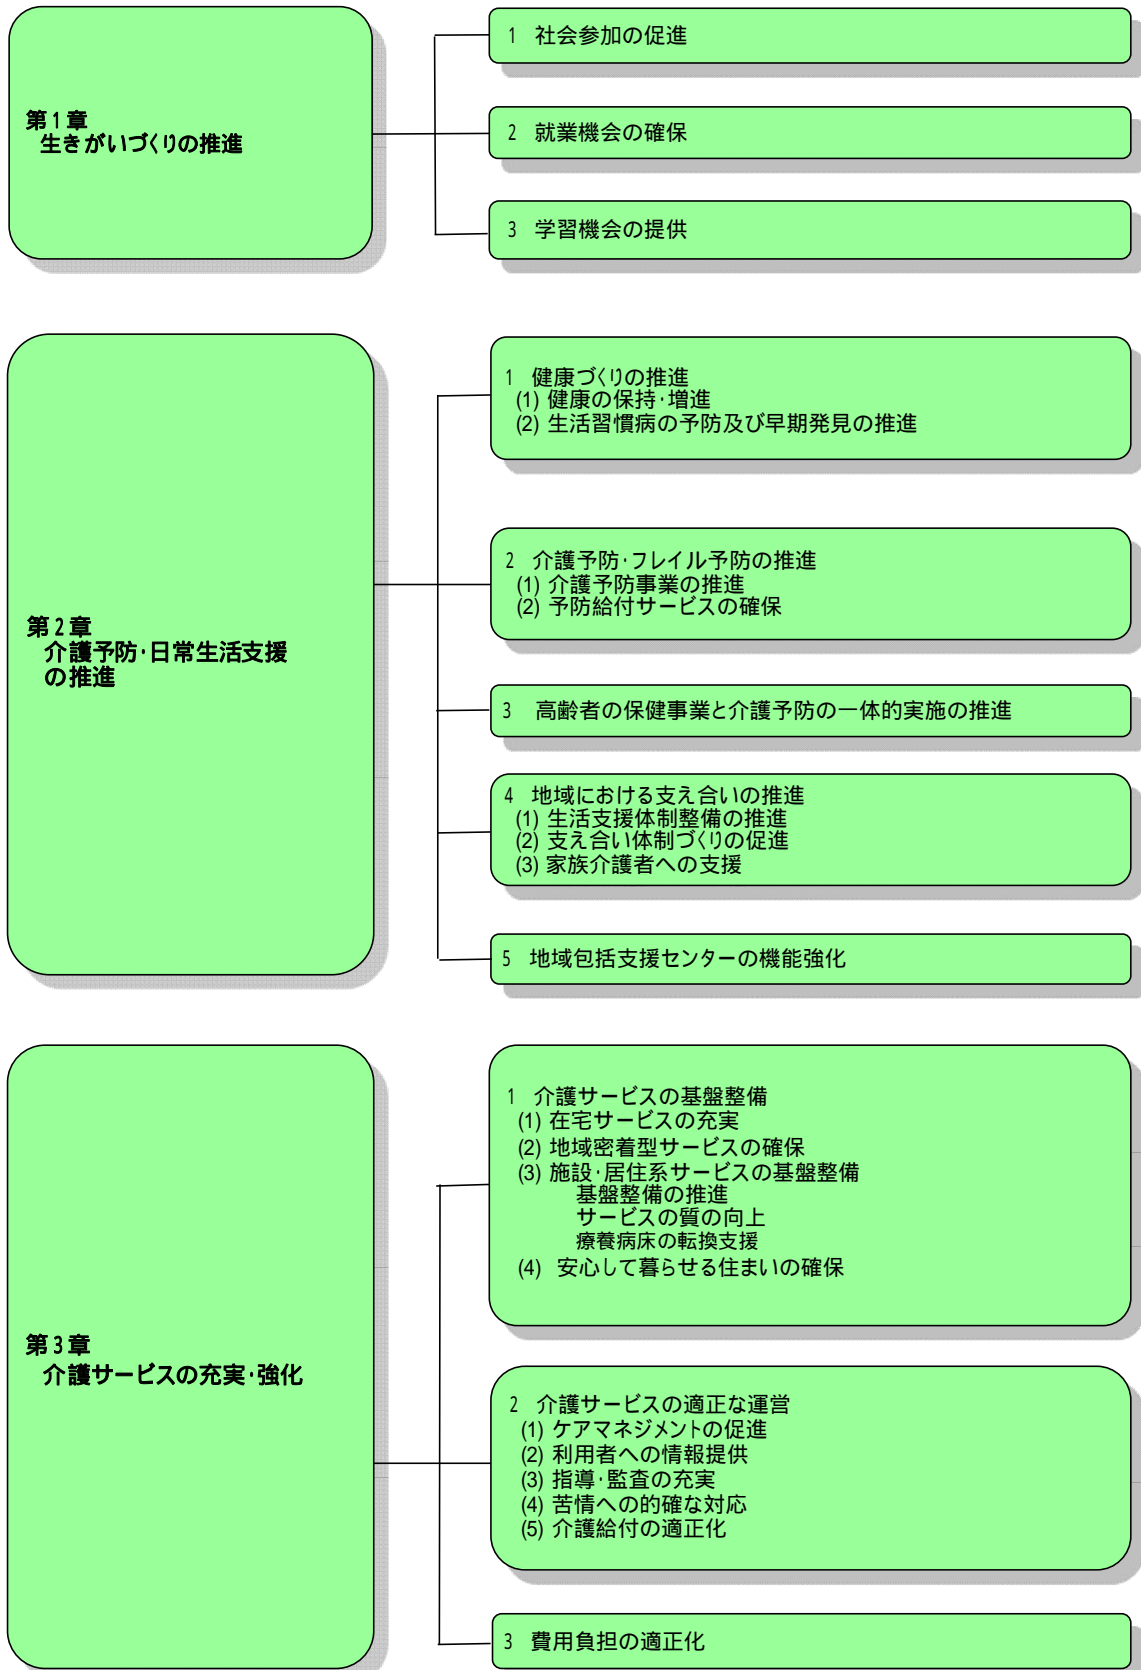 第1章
生きがいづくりの推進
1 社会参加の促進
2 就業機会の確保
3 学習機会の提供
第2章
介護予防・日常生活支援
の推進
1 健康づくりの推進
(1) 健康の保持・増進
(2) 生活習慣病の予防及び早期発見の推進
2 介護予防・フレイル予防の推進
(1) 介護予防事業の推進
(2) 予防給付サービスの確保
3 高齢者の保健事業と介護予防の一体的実施の推進
4 地域における支え合いの推進
(1) 生活支援体制整備の推進
(2) 支え合い体制づくりの促進
(3) 家族介護者への支援
5 地域包括支援センターの機能強化
第3章
介護サービスの充実・強化
1 介護サービスの基盤整備
(1) 在宅サービスの充実
(2) 地域密着型サービスの確保
(3) 施設・居住系サービスの基盤整備
基盤整備の推進
サービスの質の向上
療養病床の転換支援
(4) 安心して暮らせる住まいの確保
2 介護サービスの適正な運営
(1) ケアマネジメントの促進
(2) 利用者への情報提供
(3) 指導・監査の充実
(4) 苦情への的確な対応
(5) 介護給付の適正化
3 費用負担の適正化